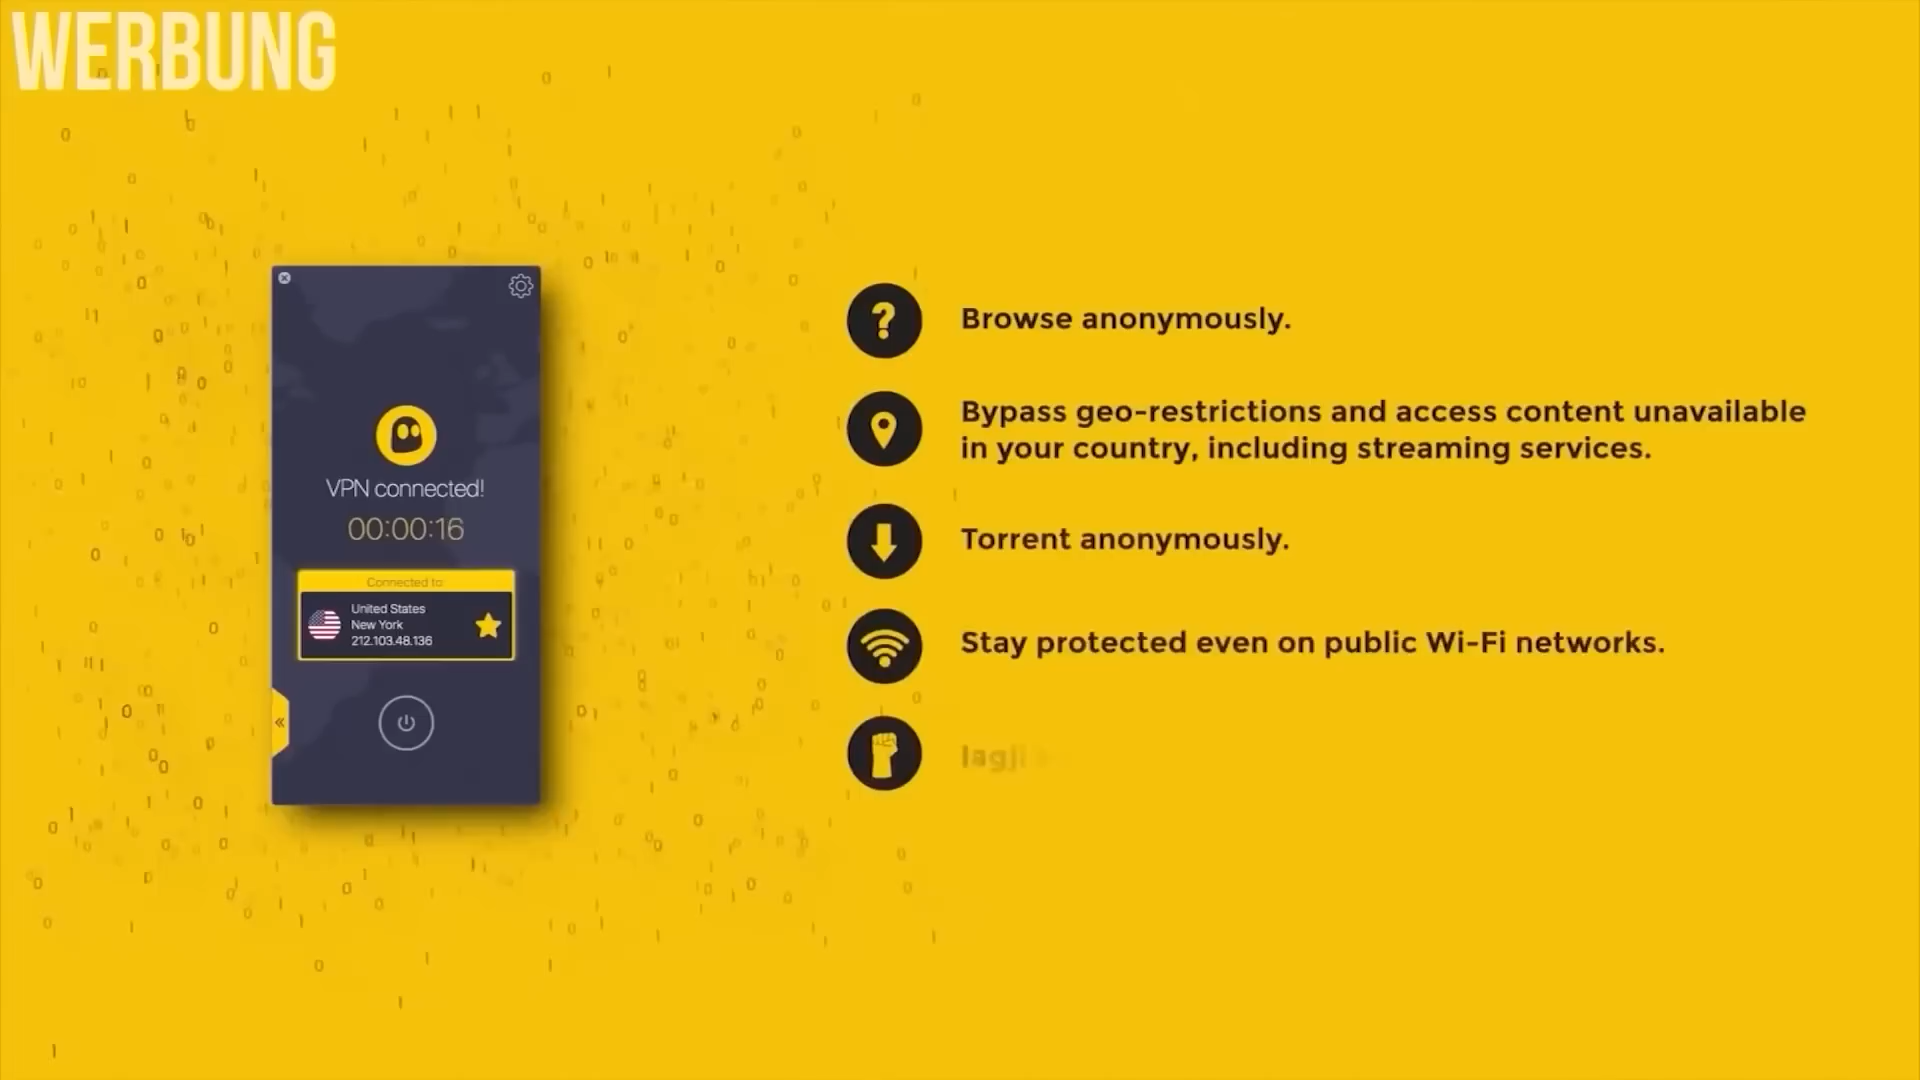 WERBUNG
VPN connected!
00:00:16
Connected to:
United States
New York
212.103.48.136
Browse anonymously.
Bypass geo-restrictions and access content unavailable
in your country, including streaming services.
Torrent anonymously.
Stay protected even on public Wi-Fi networks.